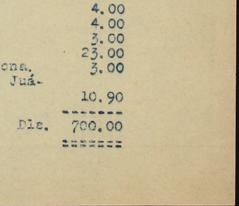 4.00
4.00
3.00
23.00
ona. 3.00
Juá-
10.90
-------
Dls. 700.00
=======